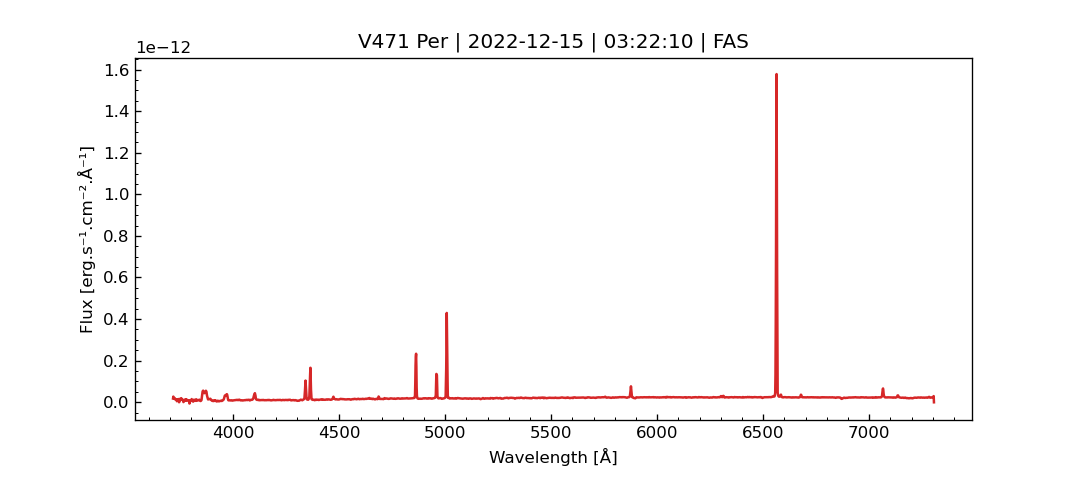 V471 Per | 2022-12-15 | 03:22:10 | FAS
1e−12
1.6
1.4
1.2
1.0
0.8
0.6
0.4
0.2
0.0
Flux [erg.s⁻¹.cm⁻².Å⁻¹]
4000 4500 5000 5500 6000 6500 7000
Wavelength [Å]